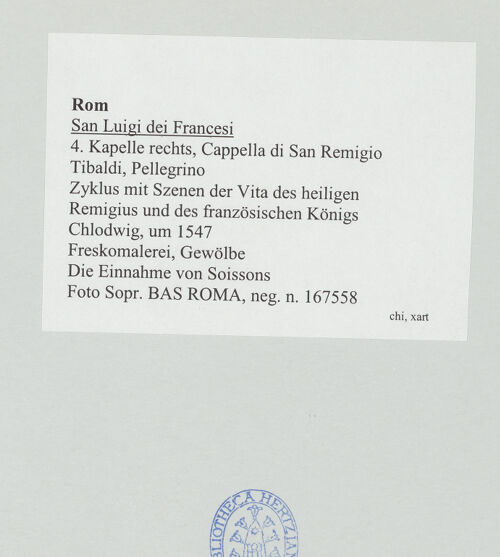 Rom
San Luigi dei Francesi
4. Kapelle rechts, Cappella di San Remigio
Tibaldi, Pellegrino
Zyklus mit Szenen der Vita des heiligen
Remigius und des französischen Königs
Chlodwig, um 1547
Freskomalerei, Gewölbe
Die Einnahme von Soissons
Foto Sopr. BAS ROMA, neg. n. 167558
chi, xart
BLIOTHECA HERTZIAN